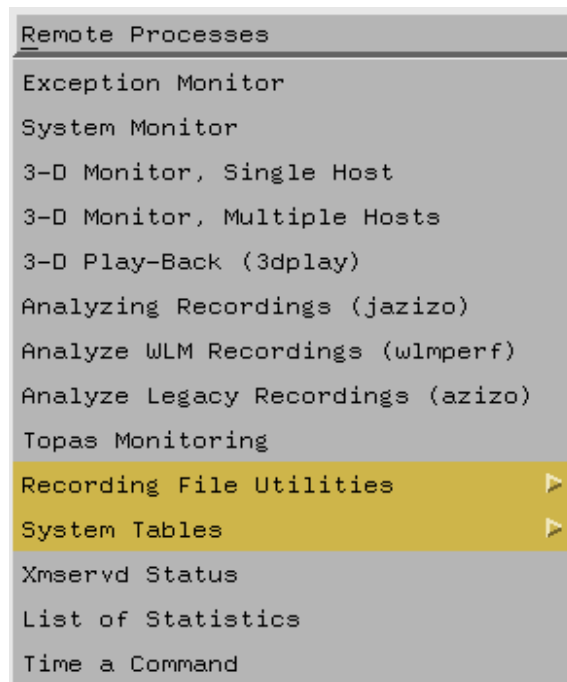 Remote Processes
Exception Monitor
System Monitor
3-D Monitor, Single Host
3-D Monitor, Multiple Hosts
3-D Play-Back (3dplay)
Analyzing Recordings (jazizo)
Analyze WLM Recordings (wlmperf)
Analyze Legacy Recordings (azizo)
Topas Monitoring
Recording File Utilities
System Tables
Xmservd Status
List of Statistics
Time a Command